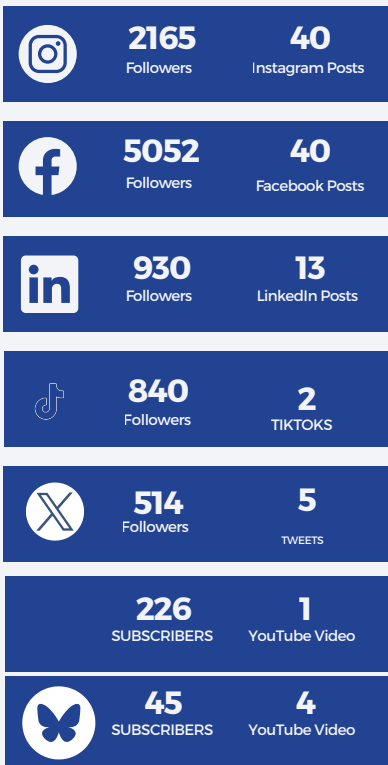 2165 40
Followers Instagram Posts
5052 40
Followers Facebook Posts
in 930 13
Followers LinkedIn Posts
840 2
Followers TIKTOKS
514 5
Followers TWEETS
226 1
SUBSCRIBERS YouTube Video
45 4
SUBSCRIBERS YouTube Video